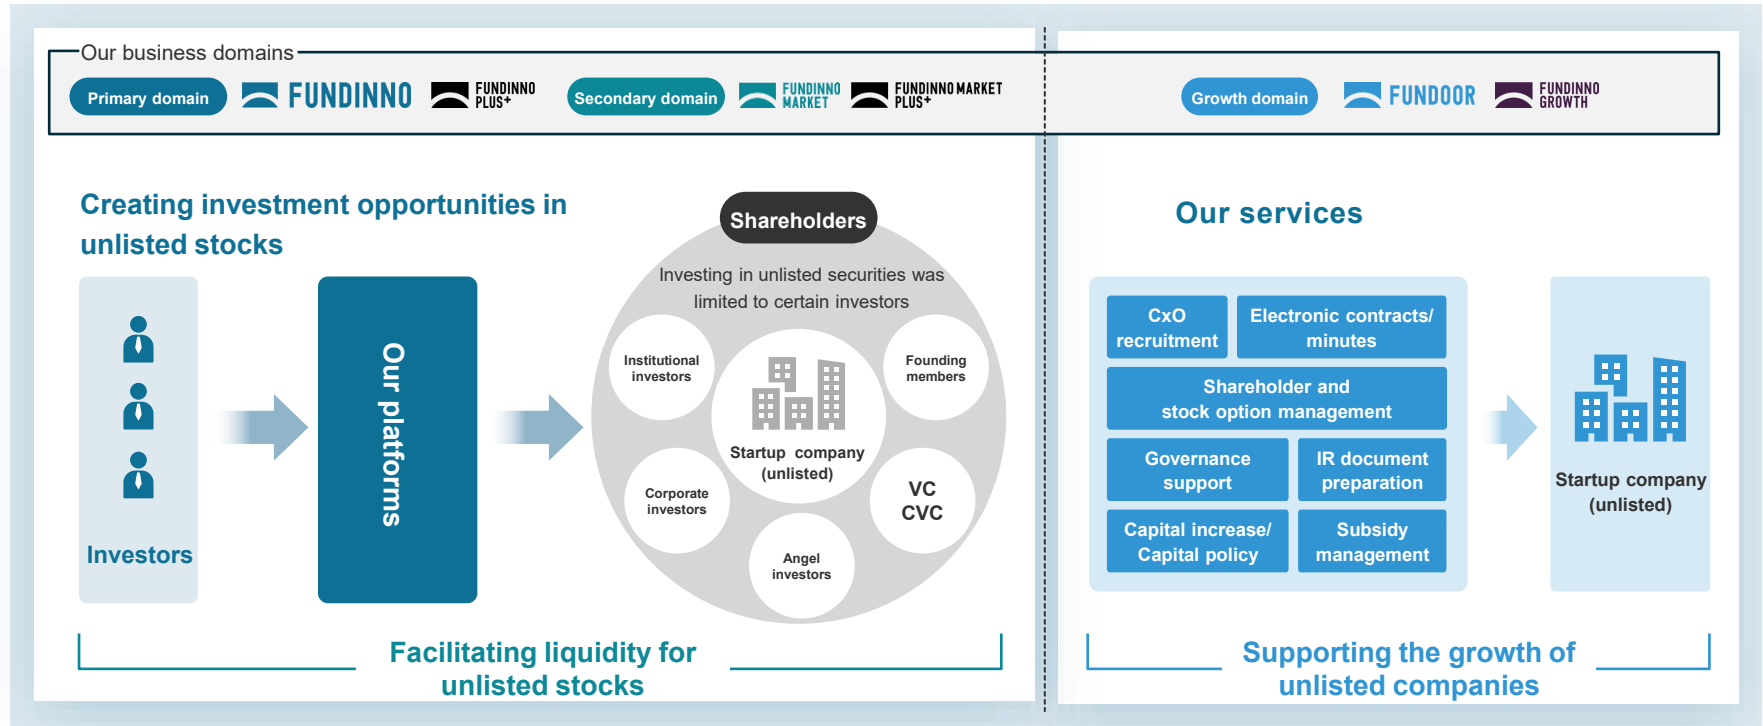 Our business domains
Primary domain
FUNDINNO
FUNDINNO
PLUS+
Secondary domain
FUNDINNO
MARKET
FUNDINNO MARKET
PLUS+
Growth domain
FUNDOOR
FUNDINNO
GROWTH
Creating investment opportunities in
unlisted stocks
Investors
Our platforms
Shareholders
Investing in unlisted securities was
limited to certain investors
Institutional
investors
Founding
members
Startup company
(unlisted)
Corporate
investors
VC
CVC
Angel
investors
Facilitating liquidity for
unlisted stocks
Our services
CxO
recruitment
Electronic contracts/
minutes
Shareholder and
stock option management
Governance
support
IR document
preparation
Capital increase/
Capital policy
Subsidy
management
Startup company
(unlisted)
Supporting the growth of
unlisted companies